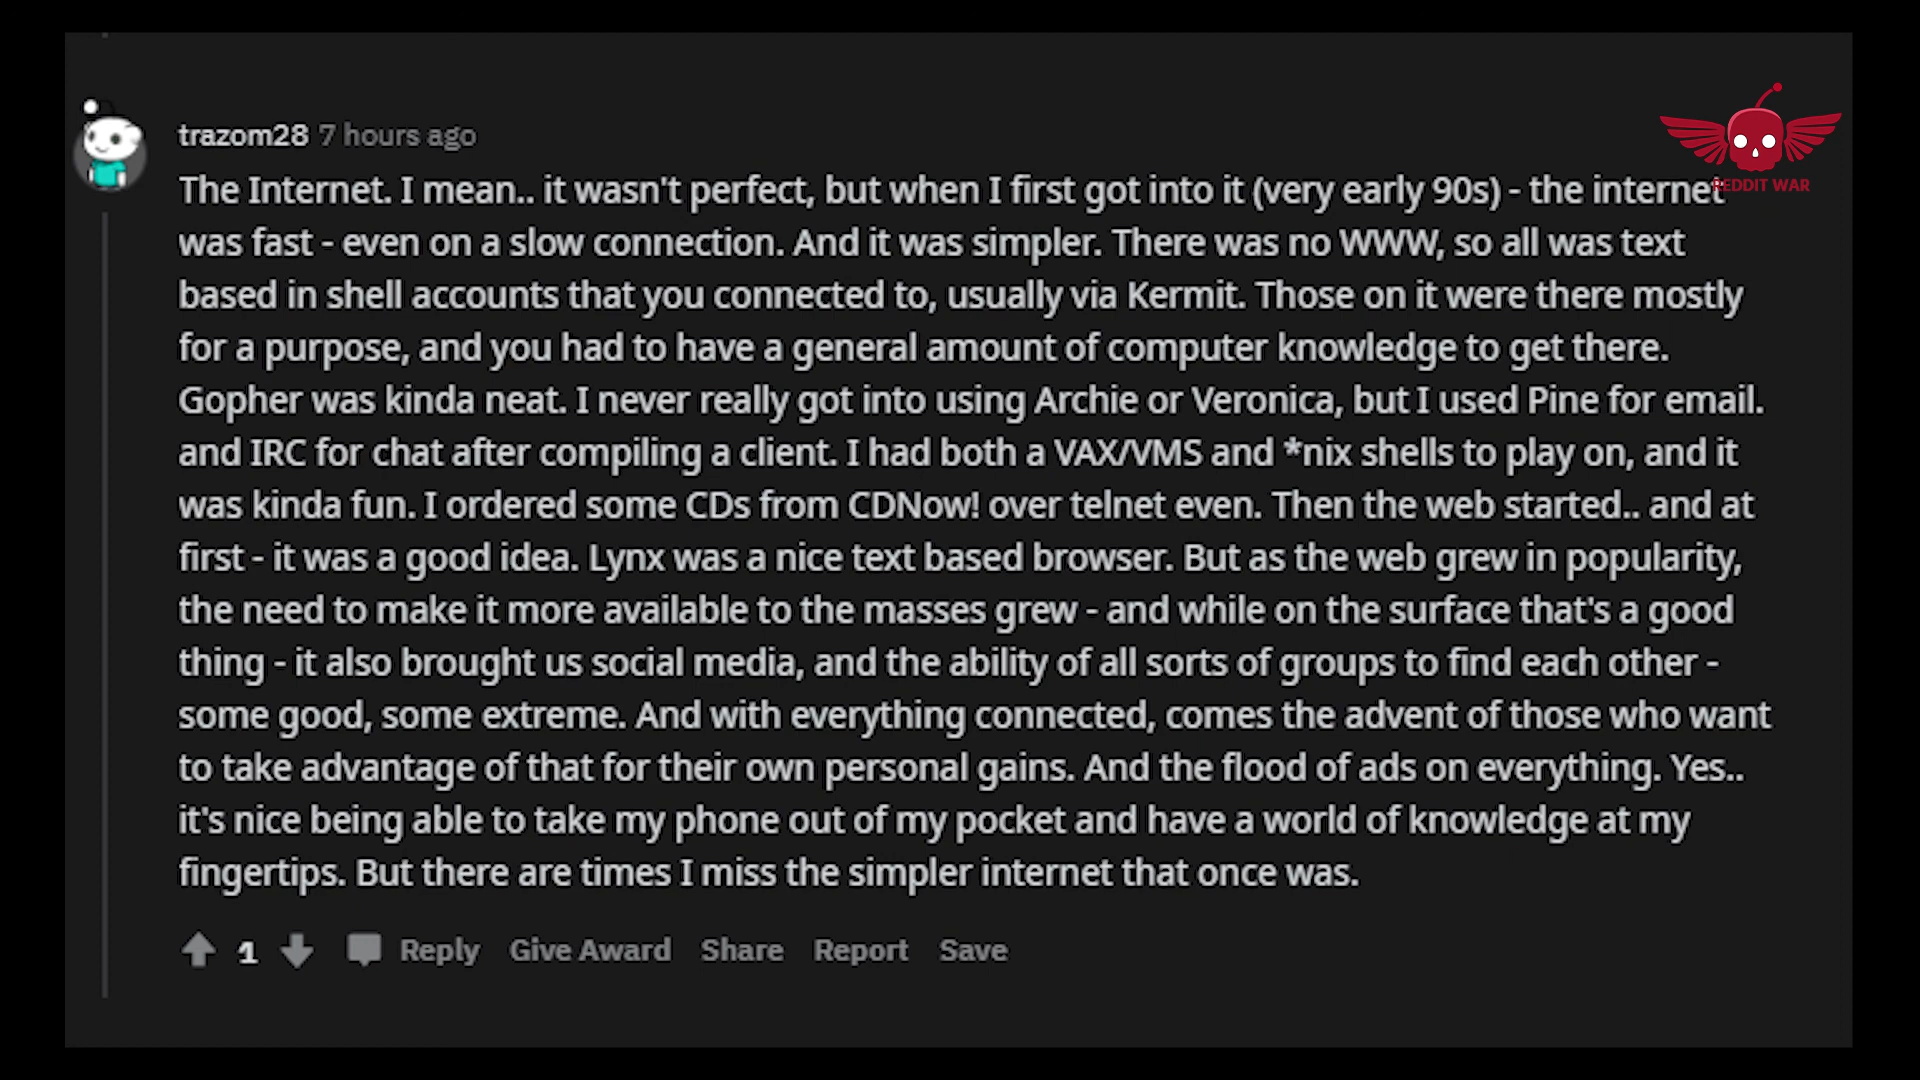 trazom28 7 hours ago
REDDIT WAR
The Internet. I mean.. it wasn't perfect, but when I first got into it (very early 90s) - the internet
was fast - even on a slow connection. And it was simpler. There was no WWW, so all was text
based in shell accounts that you connected to, usually via Kermit. Those on it were there mostly
for a purpose, and you had to have a general amount of computer knowledge to get there.
Gopher was kinda neat. I never really got into using Archie or Veronica, but I used Pine for email.
and IRC for chat after compiling a client. I had both a VAX/VMS and *nix shells to play on, and it
was kinda fun. I ordered some CDs from CDNow! over telnet even. Then the web started.. and at
first - it was a good idea. Lynx was a nice text based browser. But as the web grew in popularity,
the need to make it more available to the masses grew - and while on the surface that's a good
thing - it also brought us social media, and the ability of all sorts of groups to find each other -
some good, some extreme. And with everything connected, comes the advent of those who want
to take advantage of that for their own personal gains. And the flood of ads on everything. Yes..
it's nice being able to take my phone out of my pocket and have a world of knowledge at my
fingertips. But there are times I miss the simpler internet that once was.
1 Reply Give Award Share Report Save